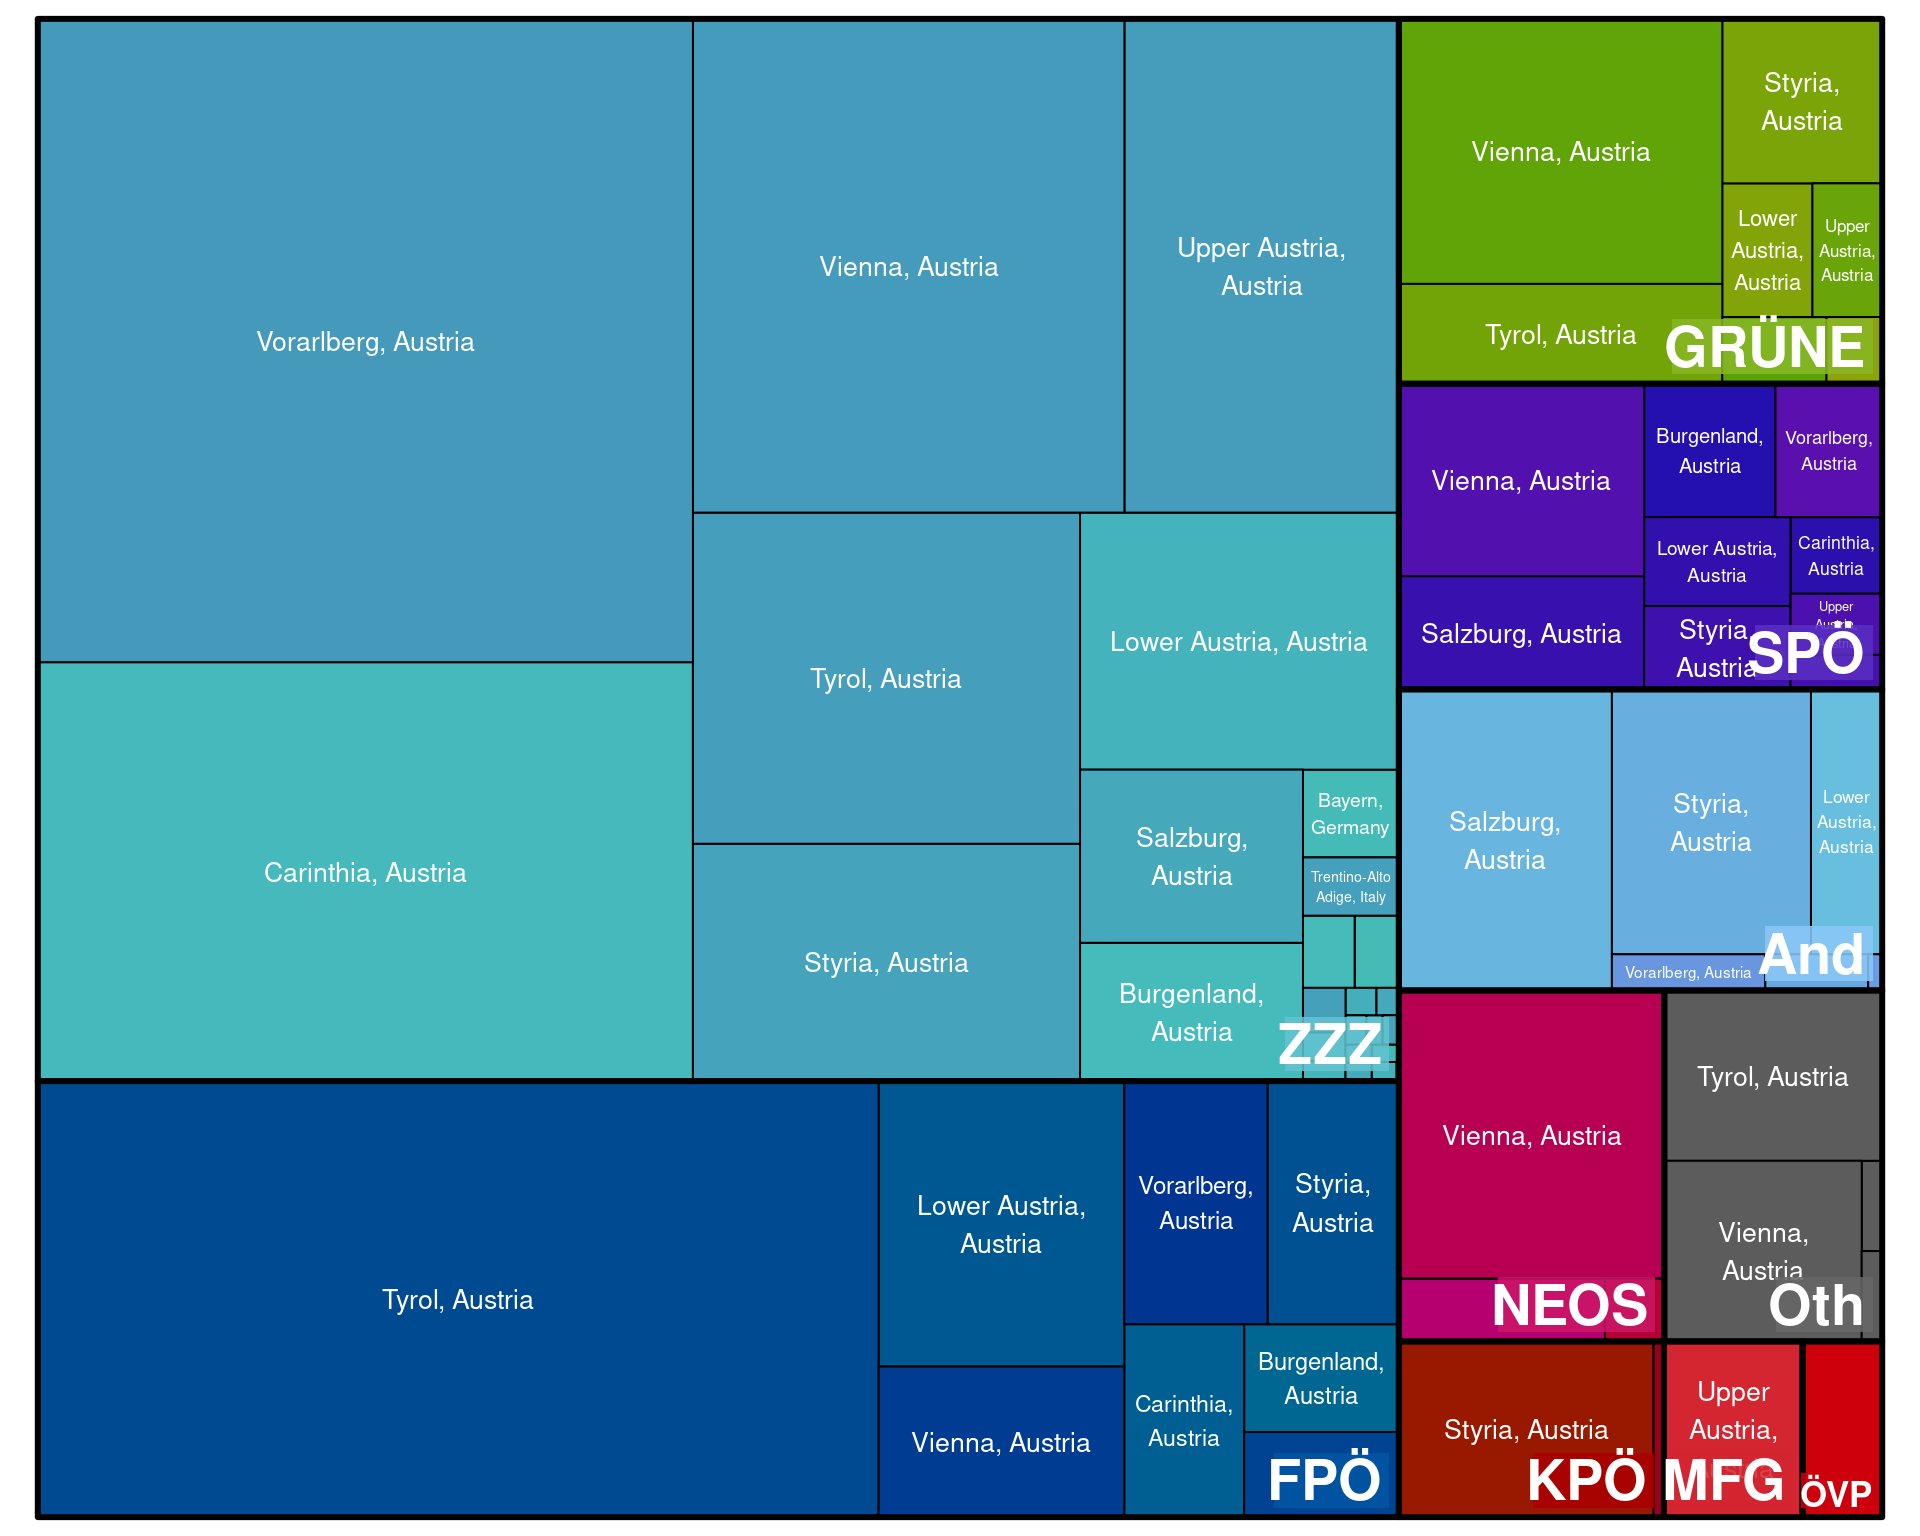 Vorarlberg, Austria
Vienna, Austria
Upper Austria,
Austria
Tyrol, Austria
Lower Austria, Austria
Carinthia, Austria
Styria, Austria
Salzburg,
Austria
Bayern,
Germany
Trentino-Alto
Adige, Italy
Burgenland,
Austria
ZZZ
Tyrol, Austria
Lower Austria,
Austria
Vienna, Austria
Vorarlberg,
Austria
Styria,
Austria
Carinthia,
Austria
Burgenland,
Austria
FPÖ
Vienna, Austria
Styria,
Austria
Lower
Austria,
Austria
Upper
Austria,
Austria
Tyrol, Austria
GRÜNE
Vienna, Austria
Burgenland,
Austria
Vorarlberg,
Austria
Lower Austria,
Austria
Carinthia,
Austria
Salzburg, Austria
Styria,
Austria
Upper
SPÖ
Salzburg,
Austria
Styria,
Austria
Lower
Austria,
Austria
Vorarlberg, Austria
And
Vienna, Austria
NEOS
Tyrol, Austria
Vienna,
Austria
Oth
Styria, Austria
KPÖ
Upper
Austria,
MFG
ÖVP